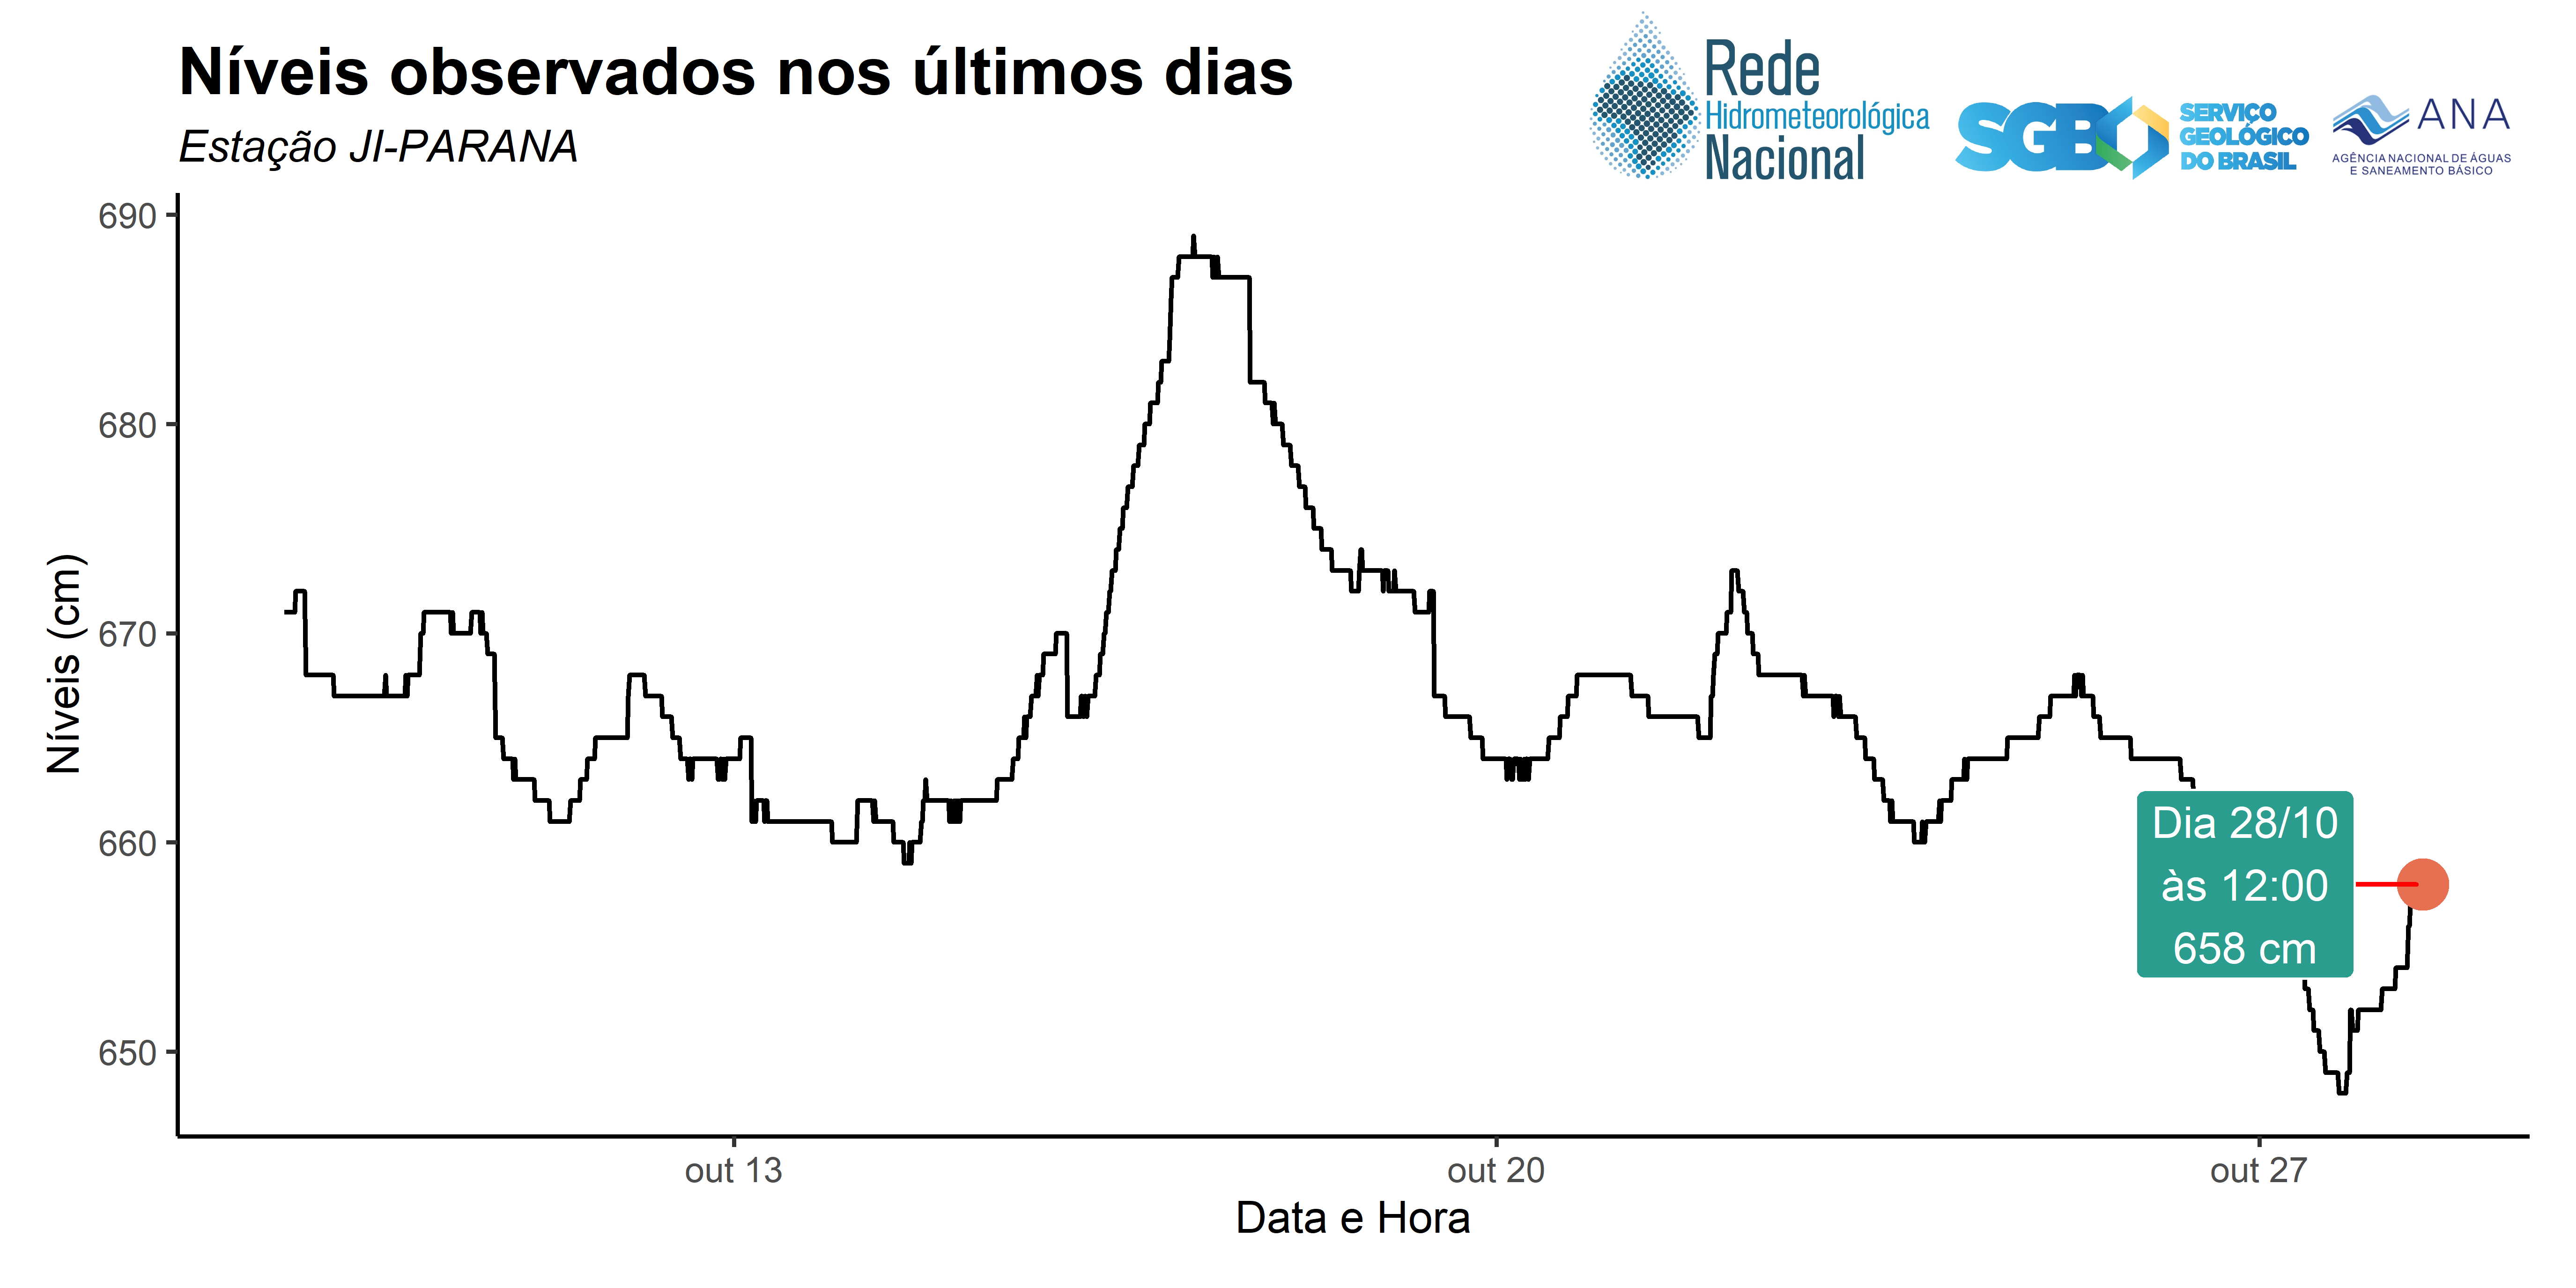 Níveis observados nos últimos dias
Estação JI-PARANA
Rede
Hidrometeorológica
Nacional
SGB
SERVIÇO
GEOLÓGICO
DO BRASIL
ANA
AGÊNCIA NACIONAL DE ÁGUAS
E SANEAMENTO BÁSICO
Níveis (cm)
690
680
670
660
650
Dia 28/10
às 12:00
658 cm
out 13
out 20
out 27
Data e Hora